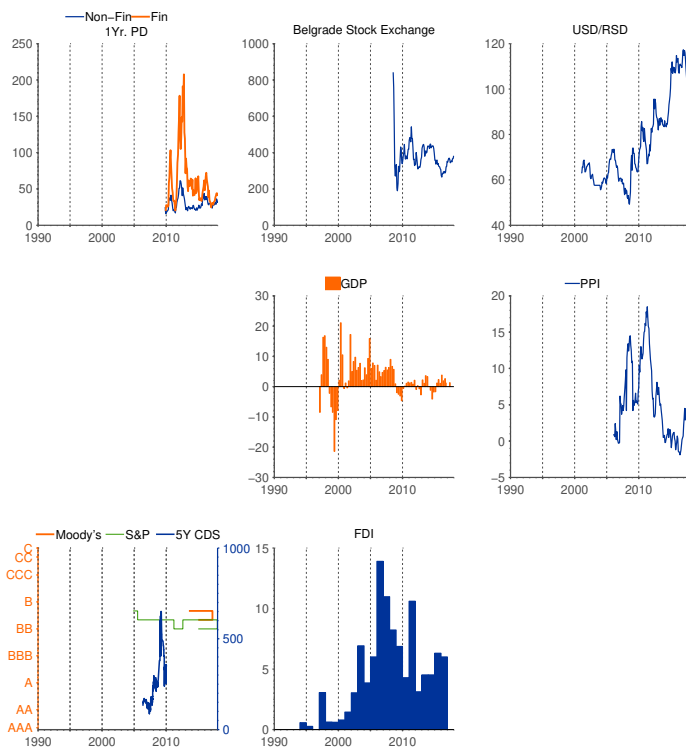 Non−Fin Fin
1Yr. PD
250
200
150
100
50
0
1990 2000 2010
Belgrade Stock Exchange
1000
800
600
400
200
0
1990 2000 2010
USD/RSD
120
100
80
60
40
1990 2000 2010
GDP
30
20
10
0
−10
−20
−30
1990 2000 2010
PPI
20
15
10
5
0
−5
1990 2000 2010
Moody's S&P 5Y CDS
C
CC
CCC
B
BB
BBB
A
AA
AAA
1000
500
0
1990 2000 2010
FDI
15
10
5
0
1990 2000 2010